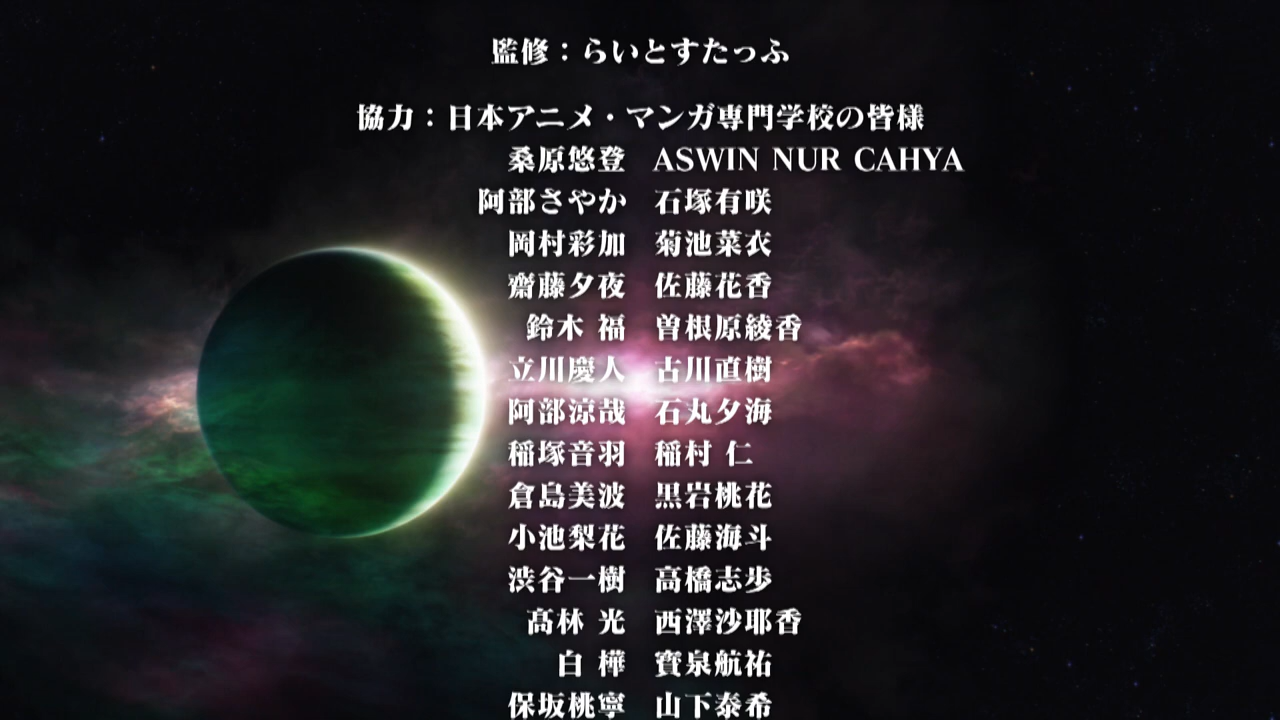 監修：らいとすたっふ
協力：日本アニメ・マンガ専門学校の皆様
桑原悠登　ASWIN NUR CAHYA
阿部さやか　石塚有咲
岡村彩加　菊池菜衣
齋藤夕夜　佐藤花香
鈴木 福　曽根原綾香
立川慶人　古川直樹
阿部涼哉　石丸夕海
稲塚音羽　稲村 仁
倉島美波　黒岩桃花
小池梨花　佐藤海斗
渋谷一樹　高橋志歩
髙林 光　西澤沙耶香
白 樺　寳泉航祐
保坂桃寧　山下泰希